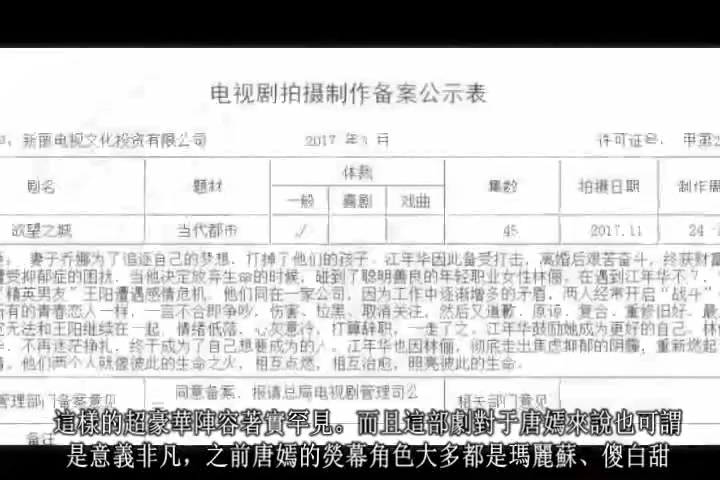 电视剧拍摄制作备案公示表
新丽电视文化投资有限公司 2017 年 月 许可证号： 甲第2
剧名 题材 体裁 集数 拍摄日期 制作周
一般 喜剧 戏曲
欲望之城 当代都市 √ 45 2017.11 24
妻子乔娜为了追逐自己的梦想，打掉了他们的孩子。江年华因此备受打击，离婚后艰苦奋斗，终获财富
遭受抑郁症的困扰。当他决定放弃生命的时候，碰到了聪明善良的年轻职业女性林俪。在遇到江年华不
“精英男友”王阳遭遇感情危机。他们同在一家公司，因为工作中逐渐增多的矛盾，两人经常开启“战斗”
有的青春恋人一样，一言不合即争吵、伤害、拉黑、取消关注，然后又道歉、原谅、复合、重修旧好。最
无法和王阳继续在一起，情绪低落，心灰意冷，打算辞职，一走了之。江年华鼓励她成为更好的自己。林
不再迷茫挣扎，终于成为了自己想要成为的人。江年华也因林俪，彻底走出焦虑抑郁的阴霾，重新燃起
他们两个人就像彼此的生命之火，相互点燃，相互治愈，照亮彼此的生命。
管理部门备案意见 同意备案，报请总局电视剧管理司公 相关部门意见
備注
這樣的超豪華陣容著實罕見。而且這部劇對于唐嫣來說也可謂
是意義非凡，之前唐嫣的熒幕角色大多都是瑪麗蘇、傻白甜